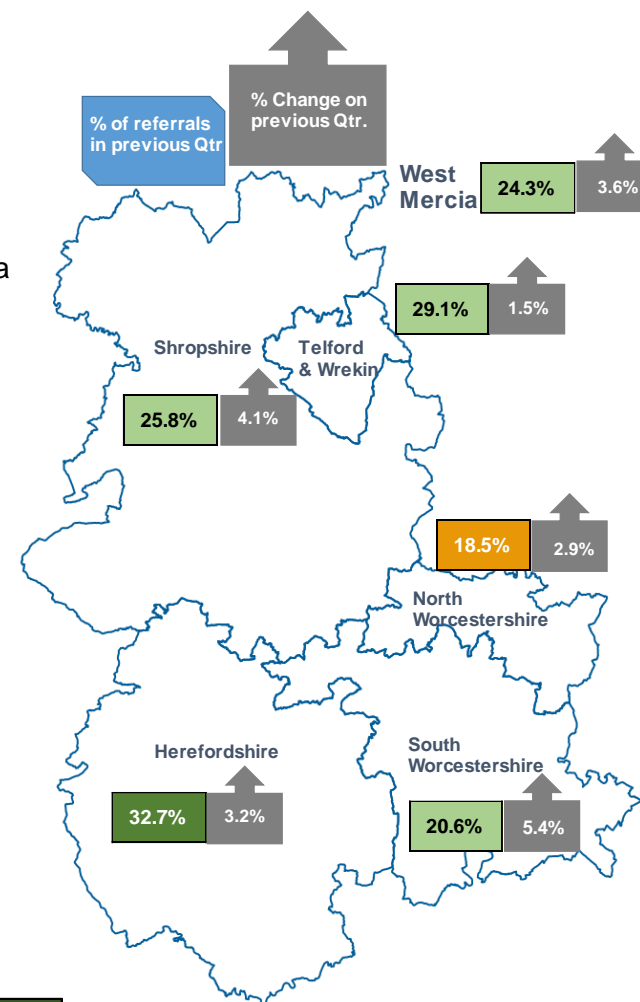 % of referrals
in previous Qtr
% Change on
previous Qtr.
West
Mercia
24.3%
3.6%
a
29.1%
1.5%
Shropshire
Telford
& Wrekin
25.8%
4.1%
18.5%
2.9%
North
Worcestershire
Herefordshire
32.7%
3.2%
South
Worcestershire
20.6%
5.4%